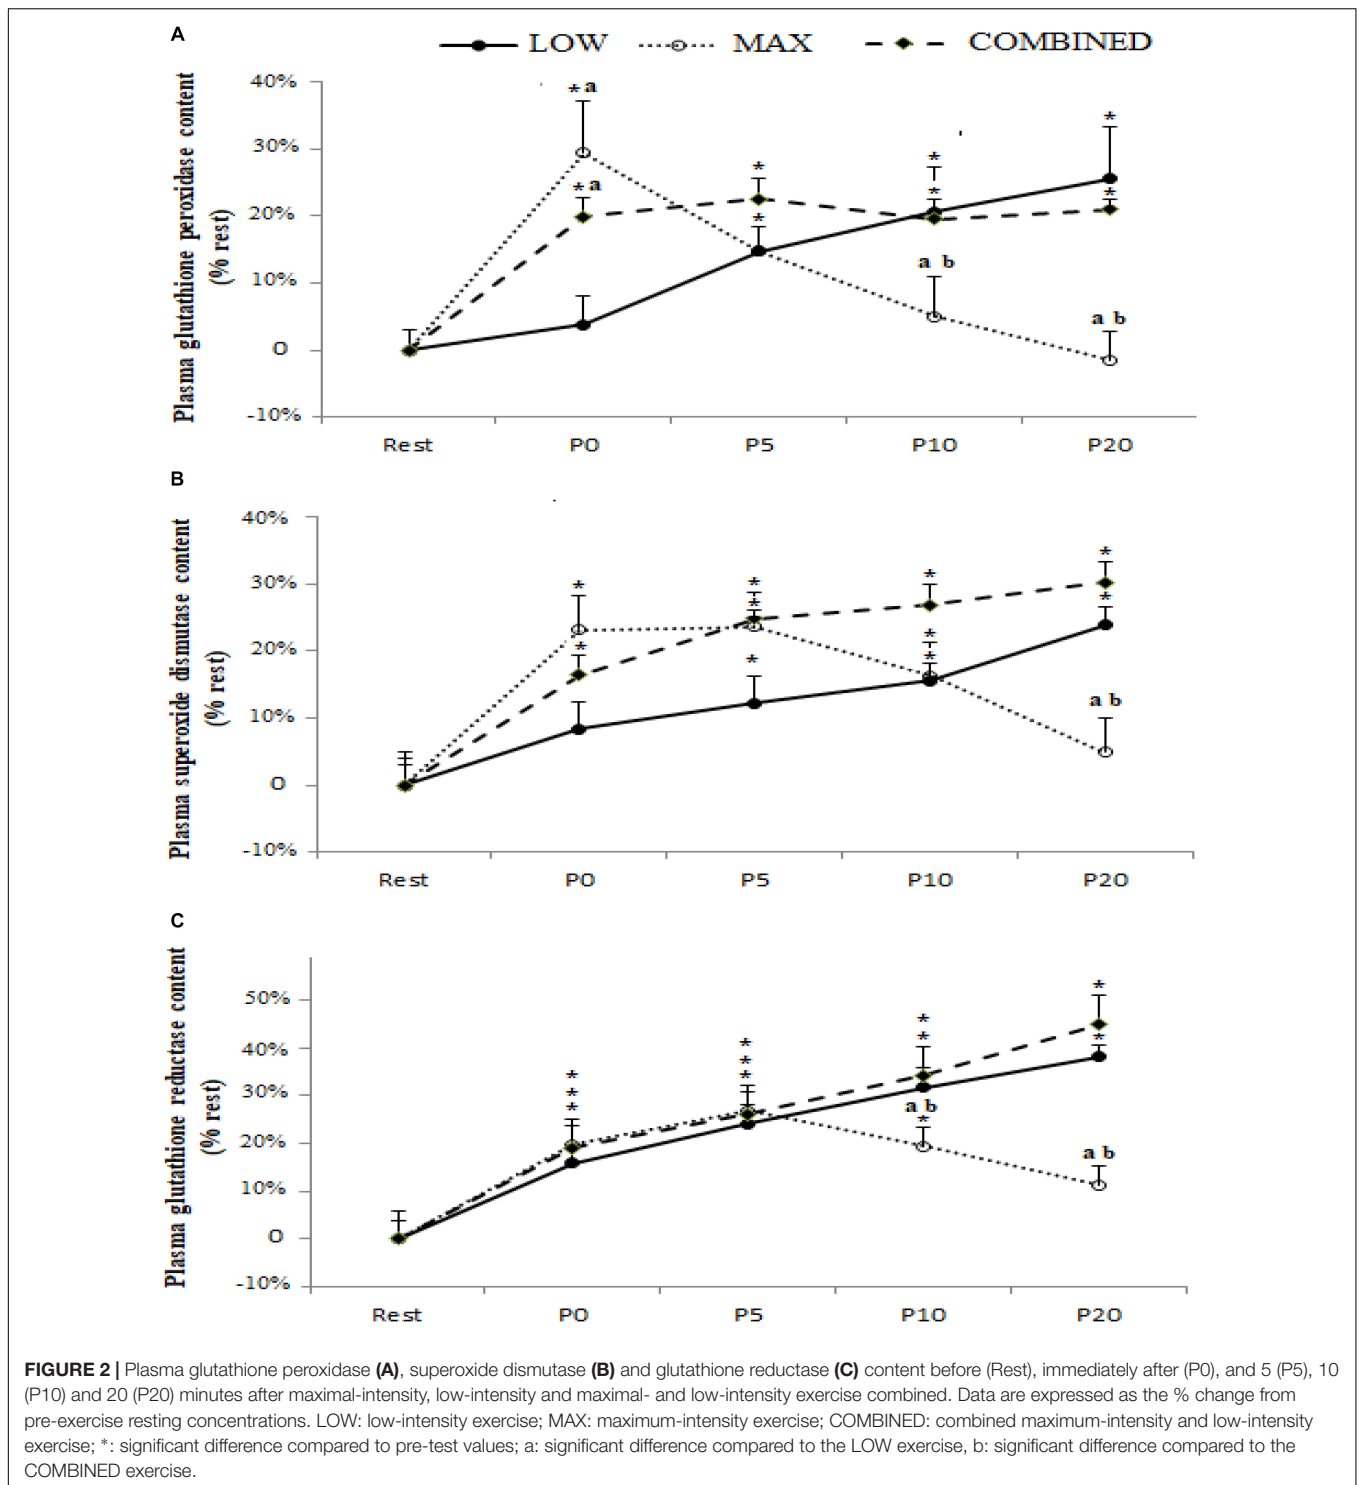 A
LOW MAX COMBINED
Plasma glutathione peroxidase content
(% rest)
40%
30%
20%
10%
0
-10%
* a
* a
*
*
*
*
a b
*
*
a b
Rest P0 P5 P10 P20
B
Plasma superoxide dismutase content
(% rest)
40%
30%
20%
10%
0
-10%
*
*
*
*
*
*
*
*
*
*
a b
Rest P0 P5 P10 P20
C
Plasma glutathione reductase content
(% rest)
50%
40%
30%
20%
10%
0
-10%
*
*
*
*
*
*
*
*
a b
*
*
*
a b
Rest P0 P5 P10 P20
FIGURE 2 | Plasma glutathione peroxidase (A), superoxide dismutase (B) and glutathione reductase (C) content before (Rest), immediately after (P0), and 5 (P5), 10
(P10) and 20 (P20) minutes after maximal-intensity, low-intensity and maximal- and low-intensity exercise combined. Data are expressed as the % change from
pre-exercise resting concentrations. LOW: low-intensity exercise; MAX: maximum-intensity exercise; COMBINED: combined maximum-intensity and low-intensity
exercise; *: significant difference compared to pre-test values; a: significant difference compared to the LOW exercise, b: significant difference compared to the
COMBINED exercise.